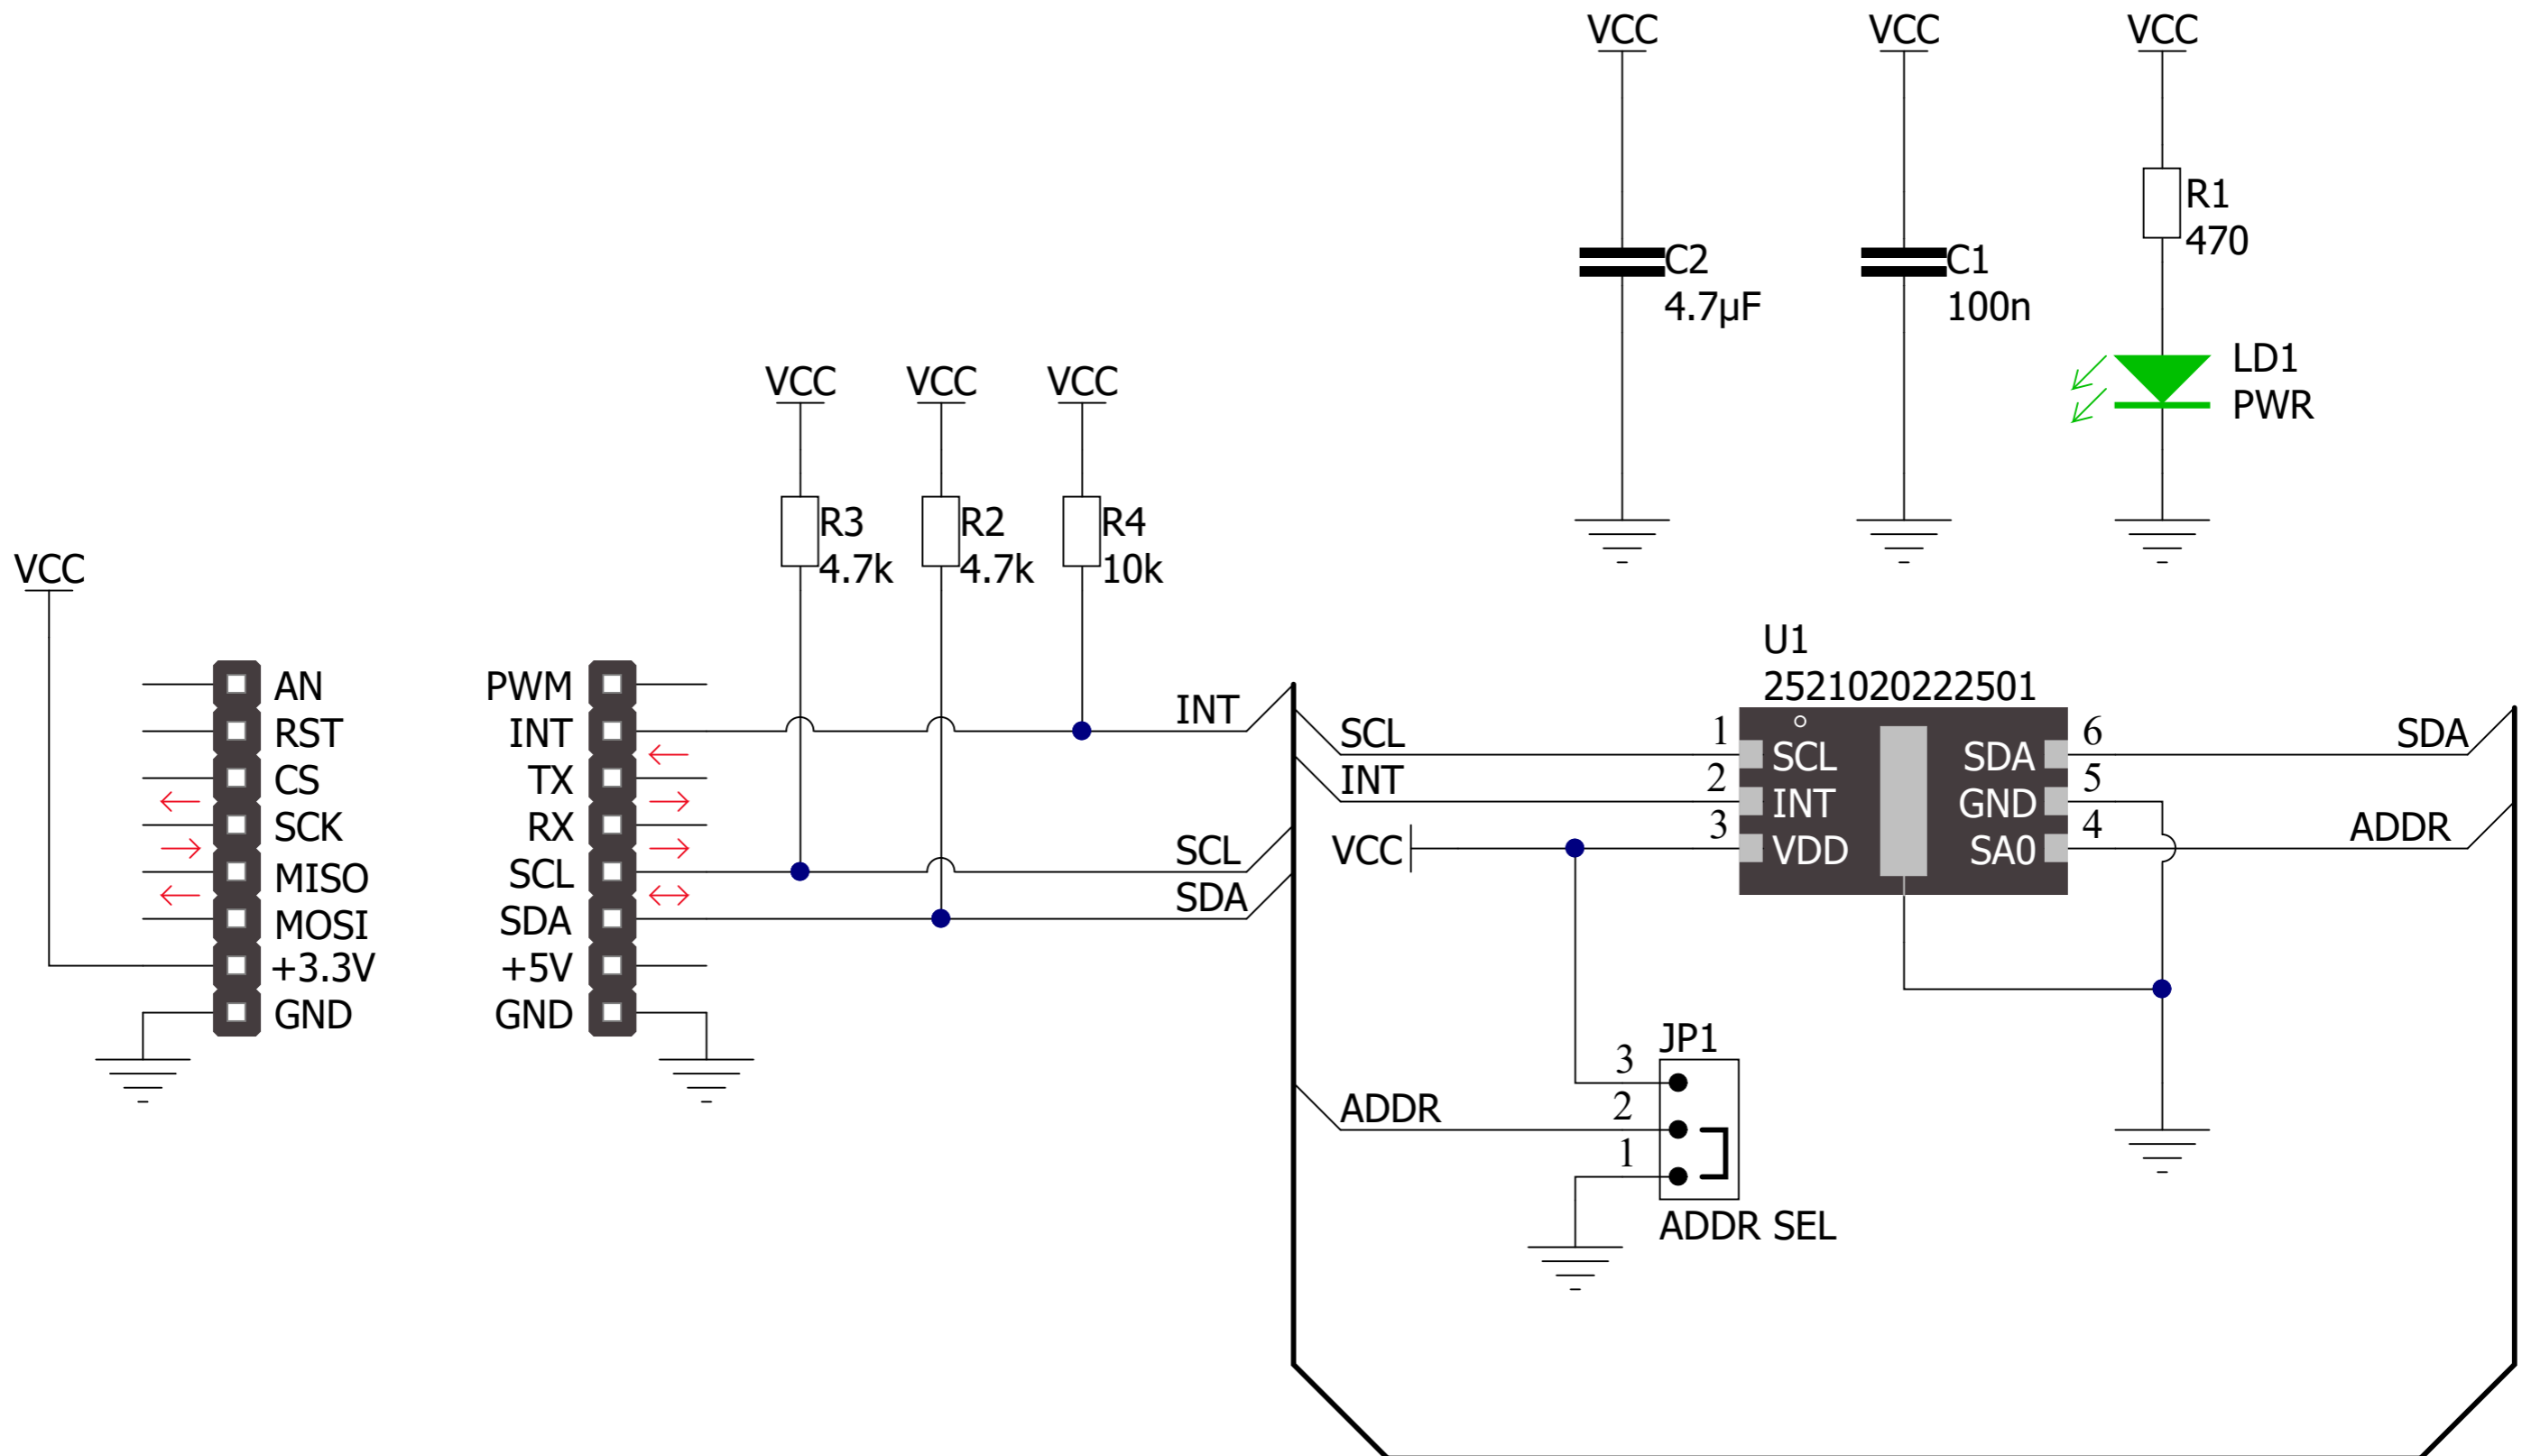 VCC
VCC
VCC
R1
470
C2
4.7µF
C1
100n
LD1
PWR
VCC
VCC
VCC
R3
4.7k
R2
4.7k
R4
10k
VCC
AN
RST
CS
SCK
MISO
MOSI
+3.3V
GND
PWM
INT
TX
RX
SCL
SDA
+5V
GND
INT
SCL
SDA
SCL
INT
VCC
U1
2521020222501
1
2
3
SCL
INT
VDD
SDA
GND
SA0
6
5
4
SDA
ADDR
JP1
3
2
1
ADDR
ADDR SEL